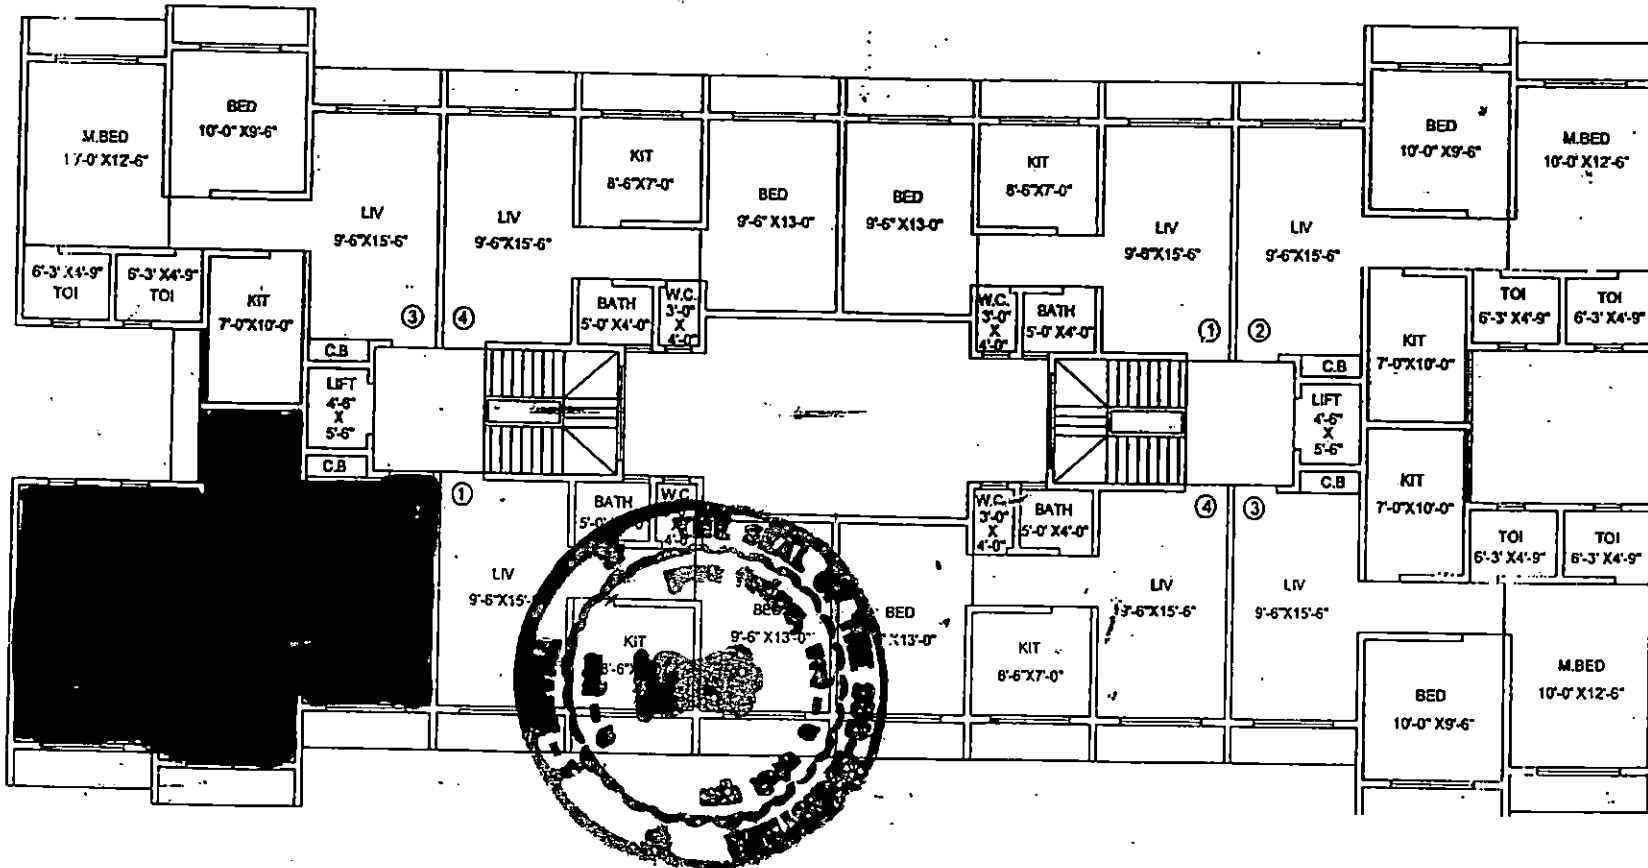 BED
10'-0" X9'-6"
M.BED
X12'-6"
LIV
9'-6"X15'-6"
LIV
9'-6"X15'-6"
KIT
8'-6"X7'-0"
BED
9'-6" X13-0"
BED
9'-6" X13-0"
KIT
8'-6"X7'-0"
LIV
9'-6"X15'-6"
LIV
9'-6"X15'-6"
BED
10'-0" X9'-6"
M.BED
10'-0" X12'-6"
6'-3" X4'-9"
TOI
6'-3" X4'-9"
TOI
KIT
7'-0"X10'-0"
3
4
BATH
5'-0" X4'-0"
W.C.
3'-0"
X
4'-0"
W.C.
3'-0"
X
4'-0"
BATH
5'-0" X4'-0"
1
2
TOI
6'-3" X4'-9"
TOI
6'-3" X4'-9"
KIT
7'-0"X10'-0"
C.B
LIFT
4'-6"
X
5'-6"
C.B
C.B
LIFT
4'-6"
X
5'-6"
C.B
1
BATH
W.C
4'-0"
LIV
KIT
BED
9'-6" X13'-0"
BED
X13'-0"
W.C.
3'-0"
X
4'-0"
BATH
5'-0" X4'-0"
4
3
KIT
7'-0"X10'-0"
TOI
6'-3" X4'-9"
TOI
6'-3" X4'-9"
KIT
8'-6"X7'-0"
LIV
9'-6"X15'-6"
LIV
9'-6"X15'-6"
BED
10'-0" X9'-6"
M.BED
10'-0" X12'-6"